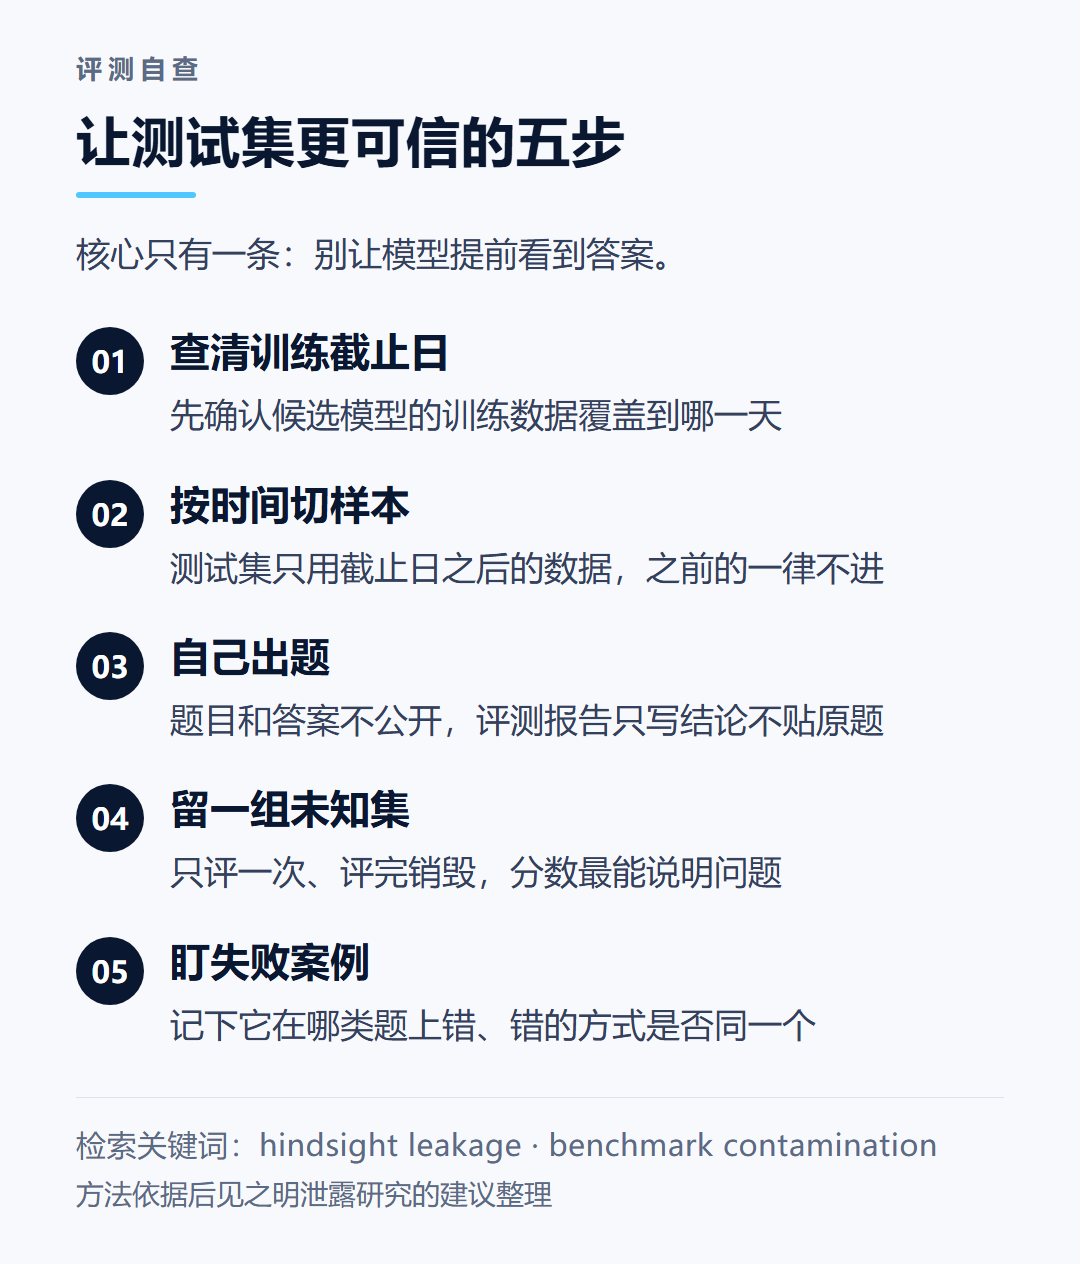 评测自查
让测试集更可信的五步
核心只有一条：别让模型提前看到答案。
01
查清训练截止日
先确认候选模型的训练数据覆盖到哪一天
02
按时间切样本
测试集只用截止日之后的数据，之前的一律不进
03
自己出题
题目和答案不公开，评测报告只写结论不贴原题
04
留一组未知集
只评一次、评完销毁，分数最能说明问题
05
盯失败案例
记下它在哪类题上错、错的方式是否同一个
检索关键词：hindsight leakage · benchmark contamination
方法依据后见之明泄露研究的建议整理